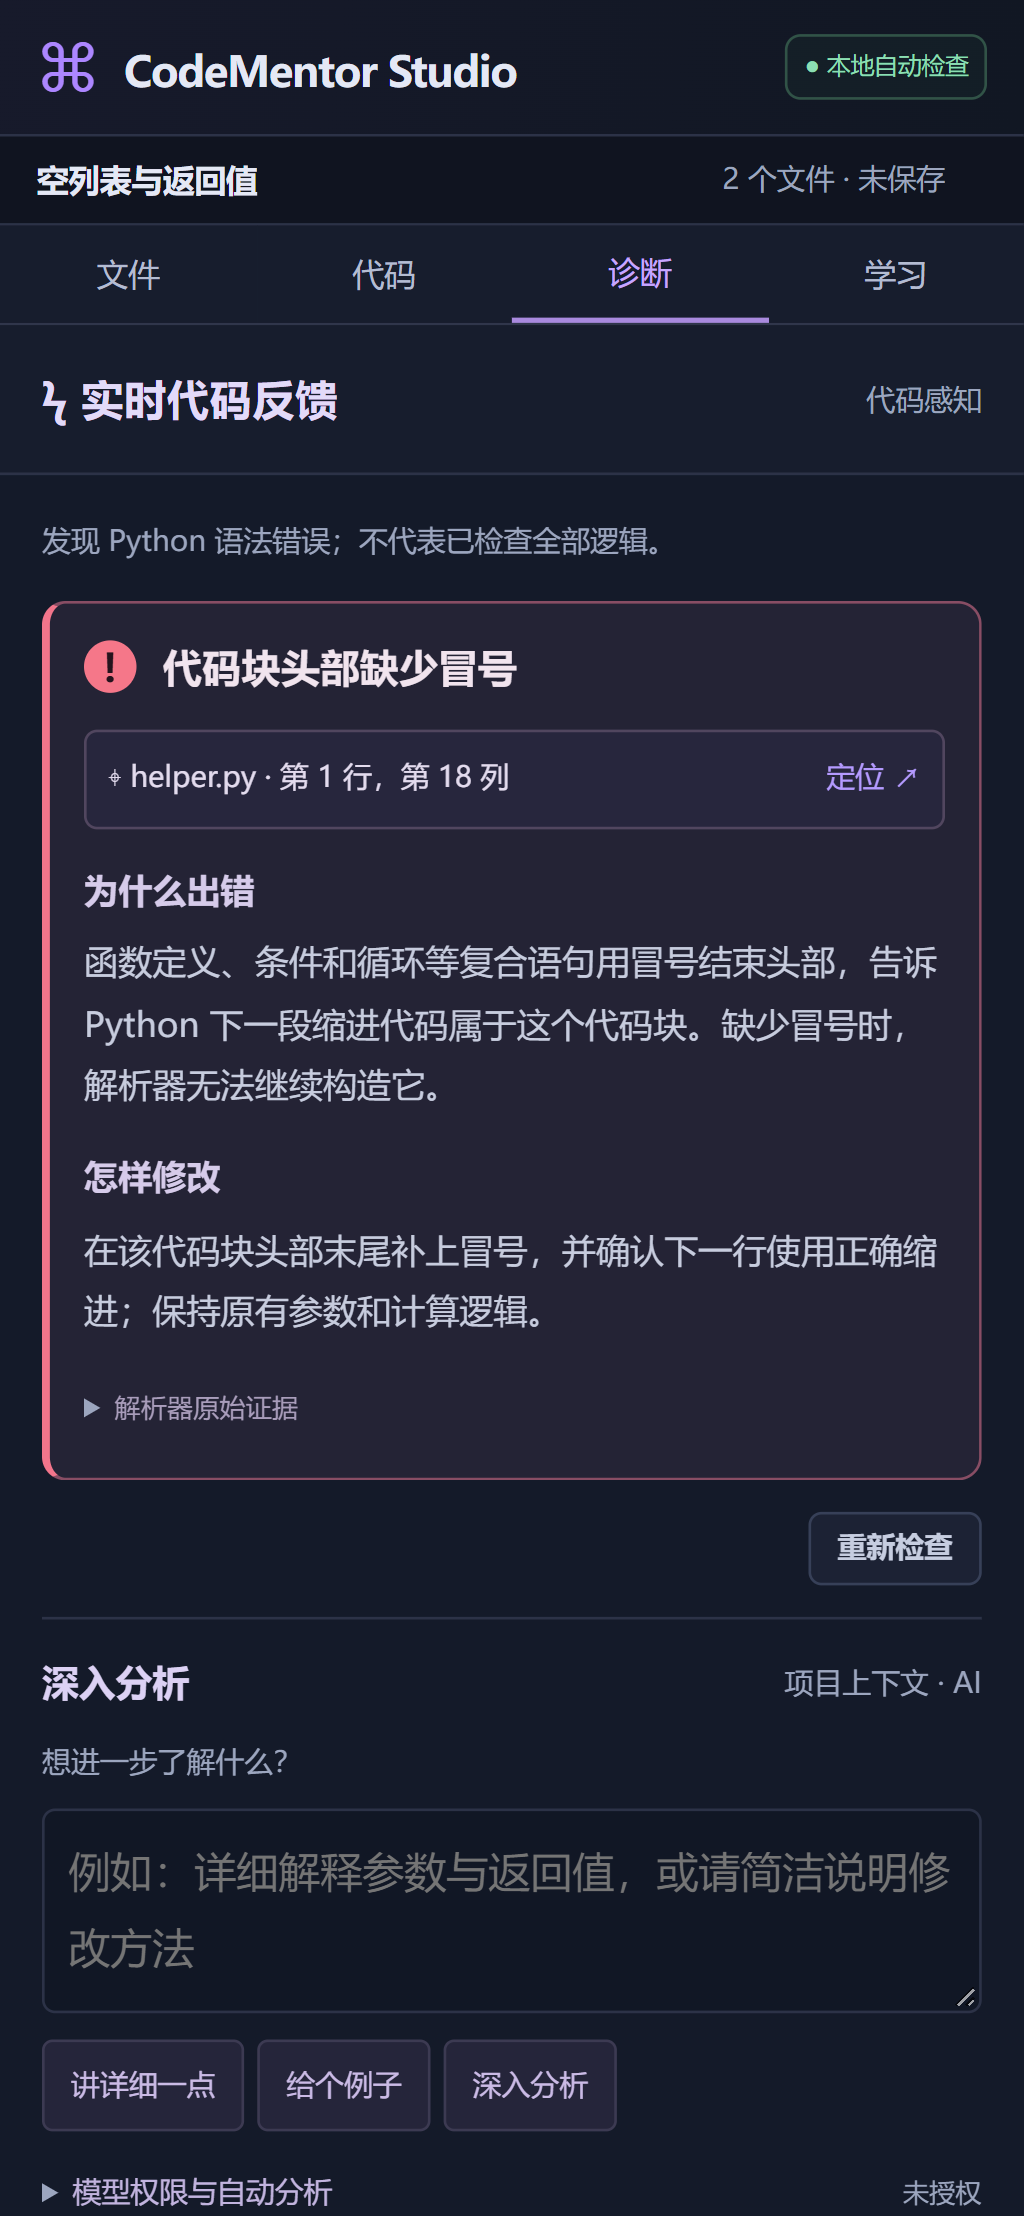 ⌘ CodeMentor Studio
● 本地自动检查
空列表与返回值
2 个文件 · 未保存
文件
代码
诊断
学习
ϟ 实时代码反馈
代码感知
发现 Python 语法错误；不代表已检查全部逻辑。
! 代码块头部缺少冒号
⌖ helper.py · 第 1 行，第 18 列
定位 ↗
为什么出错
函数定义、条件和循环等复合语句用冒号结束头部，告诉
Python 下一段缩进代码属于这个代码块。缺少冒号时，
解析器无法继续构造它。
怎样修改
在该代码块头部末尾补上冒号，并确认下一行使用正确缩
进；保持原有参数和计算逻辑。
▶ 解析器原始证据
重新检查
深入分析
项目上下文 · AI
想进一步了解什么？
例如：详细解释参数与返回值，或请简洁说明修
改方法
讲详细一点
给个例子
深入分析
▶ 模型权限与自动分析
未授权